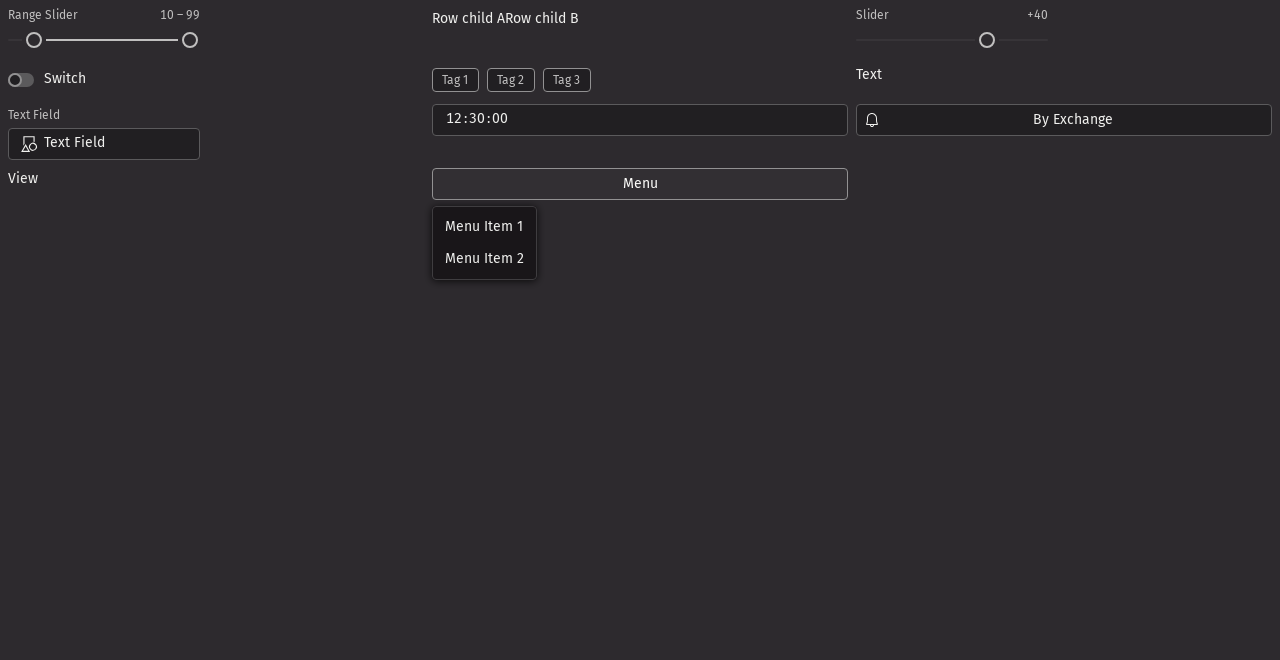 Range Slider 10 – 99
Switch
Text Field
Text Field
View
Row child ARow child B
Tag 1 Tag 2 Tag 3
12:30:00
Menu
Menu Item 1
Menu Item 2
Slider +40
Text
By Exchange